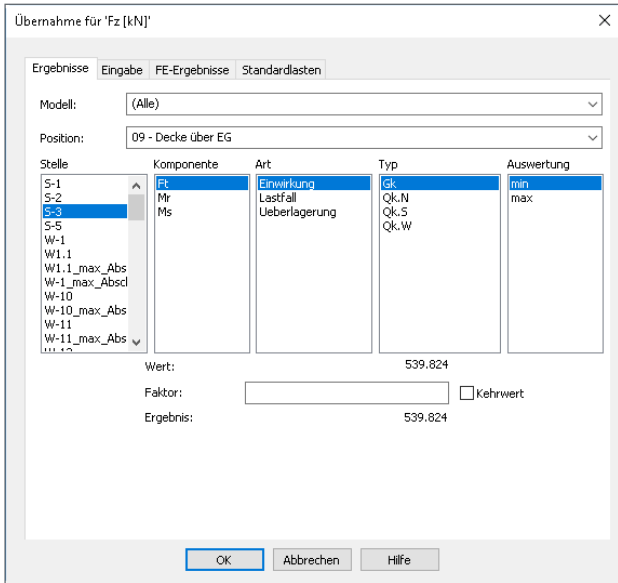 Übernahme für 'Fz [kN]'
Ergebnisse Eingabe FE-Ergebnisse Standardlasten
Modell: (Alle)
Position: 09 - Decke über EG
Stelle Komponente Art Typ Auswertung
S-1 Ft Einwirkung Gk min
S-2 Mr Lastfall Qk.N max
S-3 Ms Ueberlagerung Qk.S
S-5 Qk.W
W-1
W1.1
W1.1_max_Abs
W-1_max_Abscl
W-10
W-10_max_Abs
W-11
W-11_max_Abs
Wert: 539.824
Faktor: Kehrwert
Ergebnis: 539.824
OK Abbrechen Hilfe